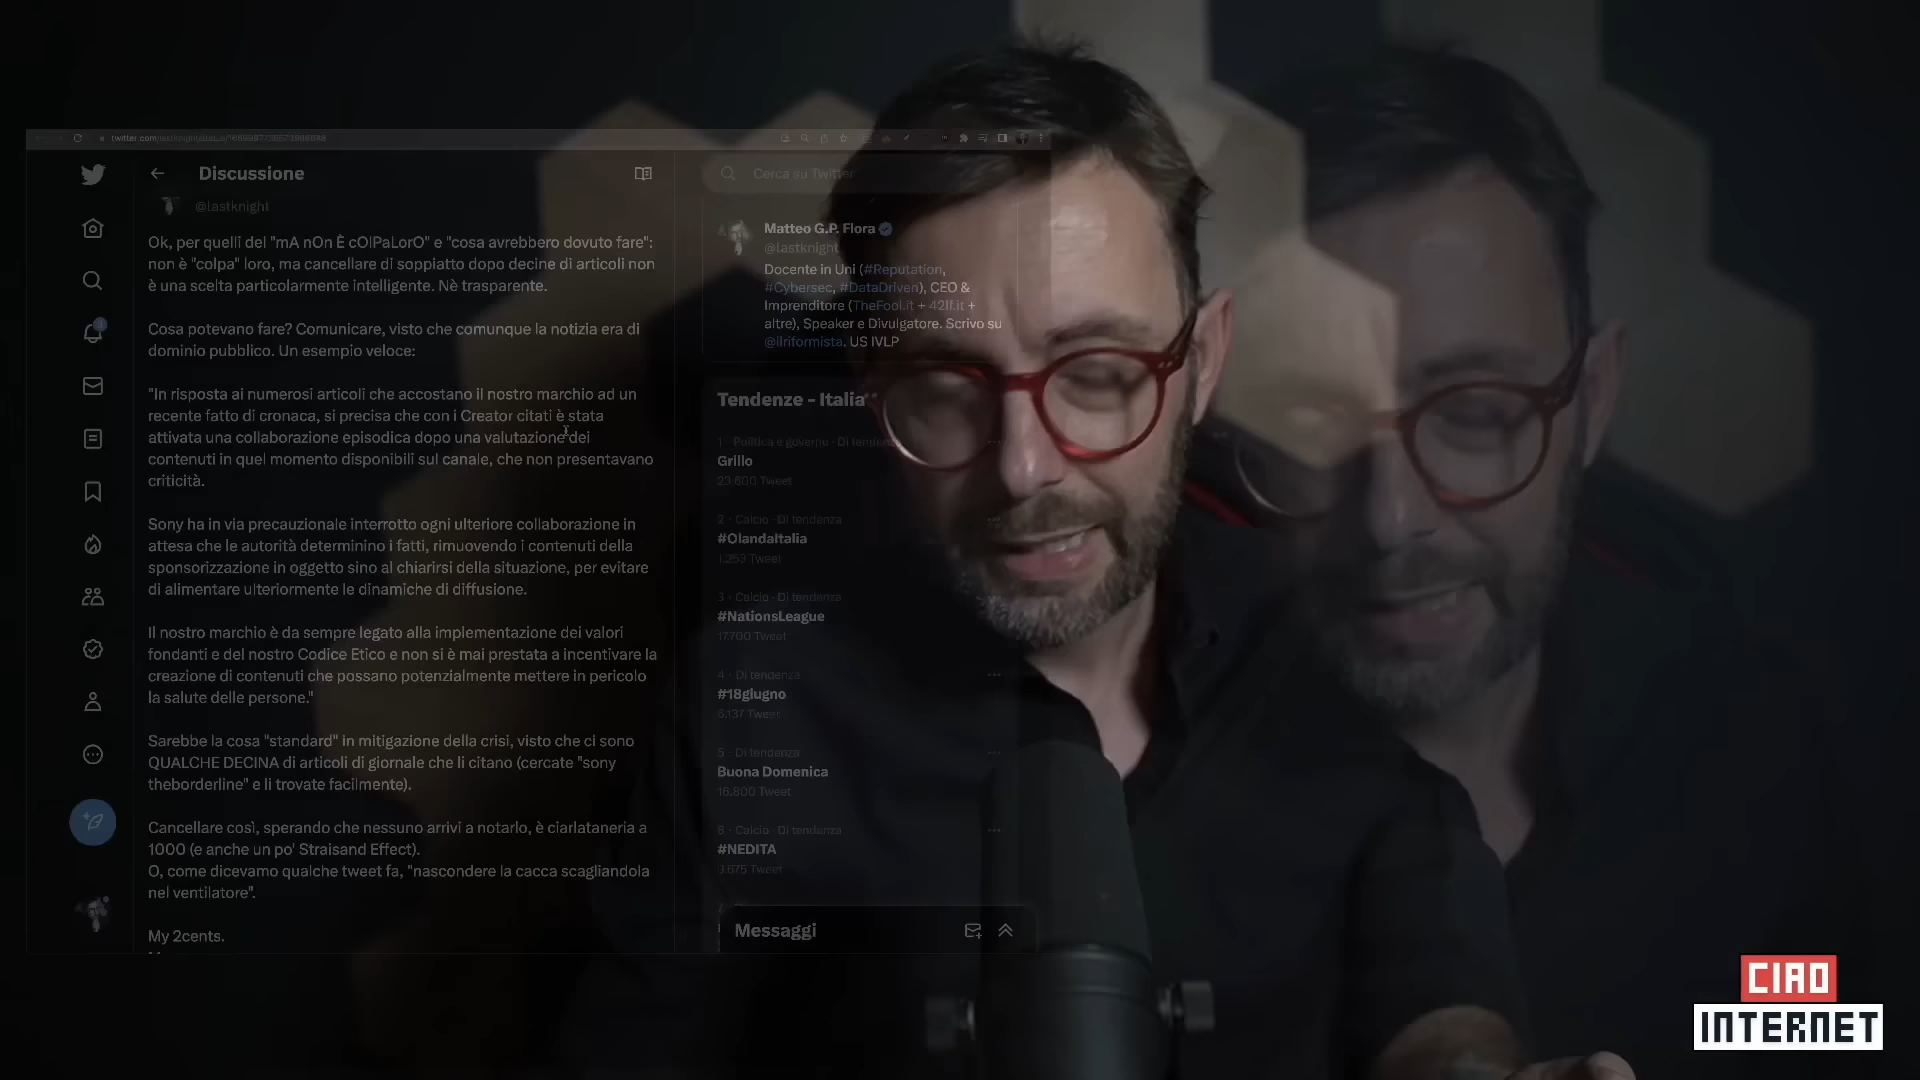 Discussione
@lastknight
Ok, per quelli del "mA nOn È cOlPaLorO" e "cosa avrebbero dovuto fare":
non è "colpa" loro, ma cancellare di soppiatto dopo decine di articoli non
è una scelta particolarmente intelligente. Nè trasparente.
Cosa potevano fare? Comunicare, visto che comunque la notizia era di
dominio pubblico. Un esempio veloce:
"In risposta ai numerosi articoli che accostano il nostro marchio ad un
recente fatto di cronaca, si precisa che con i Creator citati è stata
attivata una collaborazione episodica dopo una valutazione dei
contenuti in quel momento disponibili sul canale, che non presentavano
criticità.
Sony ha in via precauzionale interrotto ogni ulteriore collaborazione in
attesa che le autorità determinino i fatti, rimuovendo i contenuti della
sponsorizzazione in oggetto sino al chiarirsi della situazione, per evitare
di alimentare ulteriormente le dinamiche di diffusione.
Il nostro marchio è da sempre legato alla implementazione dei valori
fondanti e del nostro Codice Etico e non si è mai prestata a incentivare la
creazione di contenuti che possano potenzialmente mettere in pericolo
la salute delle persone."
Sarebbe la cosa "standard" in mitigazione della crisi, visto che ci sono
QUALCHE DECINA di articoli di giornale che li citano (cercate "sony
theborderline" e li trovate facilmente).
Cancellare così, sperando che nessuno arrivi a notarlo, è ciarlataneria a
1000 (e anche un po' Straisand Effect).
O, come dicevamo qualche tweet fa, "nascondere la cacca scagliandola
nel ventilatore".
My 2cents.
Cerca su Twitter
Matteo G.P. Flora
@lastknight
Docente in Uni (#Reputation,
#Cybersec, #DataDriven), CEO &
Imprenditore (TheFool.it + 42lf.it +
altre), Speaker e Divulgatore. Scrivo su
@ilriformista. US IVLP
Tendenze - Italia
1 · Politica e governo · Di tendenza
Grillo
23.600 Tweet
2 · Calcio · Di tendenza
#OlandaItalia
1.253 Tweet
3 · Calcio · Di tendenza
#NationsLeague
17.700 Tweet
4 · Di tendenza
#18giugno
6.137 Tweet
5 · Di tendenza
Buona Domenica
16.800 Tweet
6 · Calcio · Di tendenza
#NEDITA
3.675 Tweet
Messaggi
CIAO
INTERNET